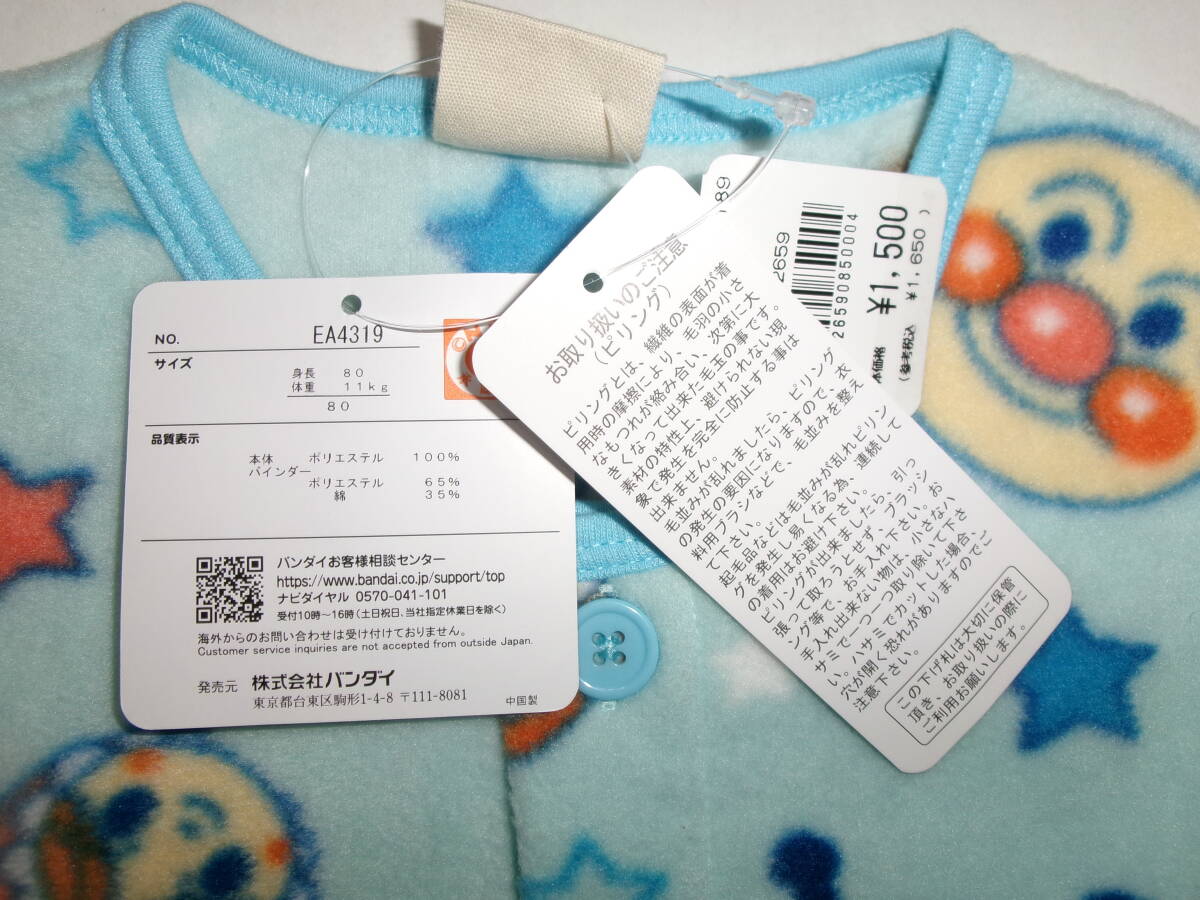 NO. EA4319
サイズ
身長 80
体重 11kg
80
品質表示
本体 ポリエステル 100%
バインダー
ポリエステル 65%
綿 35%
バンダイお客様相談センター
https://www.bandai.co.jp/support/top
ナビダイヤル 0570-041-101
受付10時~16時(土日祝日、当社指定休業日を除く)
海外からのお問い合わせは受け付けておりません。
Customer service inquiries are not accepted from outside Japan.
発売元 株式会社バンダイ
東京都台東区駒形1-4-8 〒111-8081
中国製
お取り扱いのご注意
(ピリング)
ピリングとは、繊維の表面が着
用時の摩擦により、毛羽の小さ
なもつれが絡み合い、次第に大
きくなって出来た毛玉の事です。
素材の特性上、避けられない現
象で発生を完全に防止する事は
出来ません。
毛並みが乱れましたら、ピリング
の発生の要因になりますので、衣
料用ブラシなどで、毛並みを整え
て下さい。
起毛品などは毛並みが乱れピリン
グを発生し易くなる為、連続して
の着用はお避け下さい。
ピリングが出来ましたら、引っ
張って取ろうとせず、ブラッシ
ング等で、お手入れ下さい。お
手入れ出来ない物は、小さなハ
サミで一つ一つ取り除いて下さ
い。ハサミでカットした場合、
穴が開く恐れがありますのでご
注意下さい。
この下げ札は大切に保管
頂き、お取り扱いの際に
ご利用お願いします。
89
2659
2659085000４
体価格 ¥1,500
(参考税込 ¥1,650)